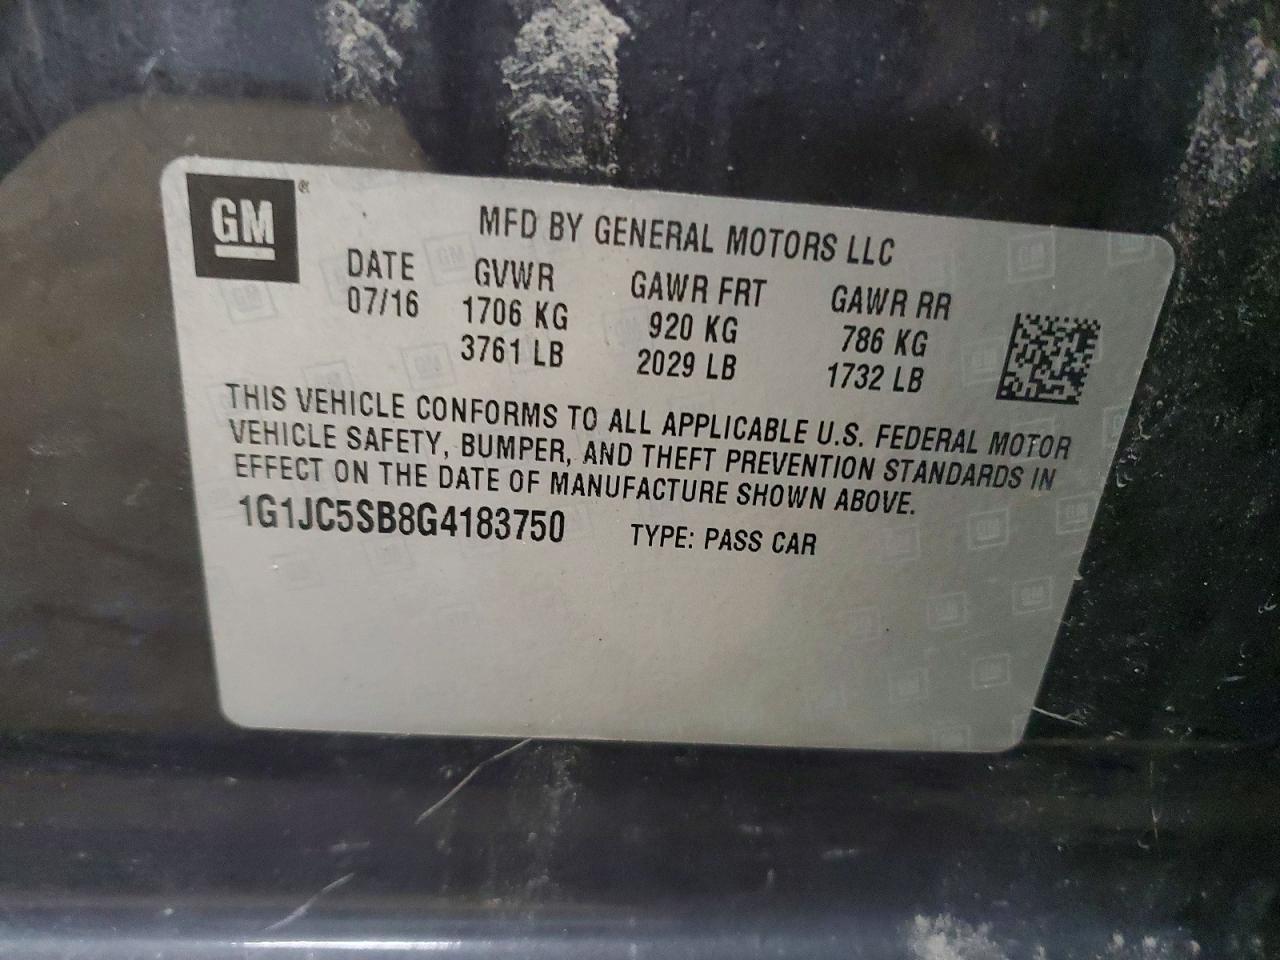 GM ®
MFD BY GENERAL MOTORS LLC
DATE GVWR GAWR FRT GAWR RR
07/16 1706 KG 920 KG 786 KG
3761 LB 2029 LB 1732 LB
THIS VEHICLE CONFORMS TO ALL APPLICABLE U.S. FEDERAL MOTOR
VEHICLE SAFETY, BUMPER, AND THEFT PREVENTION STANDARDS IN
EFFECT ON THE DATE OF MANUFACTURE SHOWN ABOVE.
1G1JC5SB8G4183750 TYPE: PASS CAR